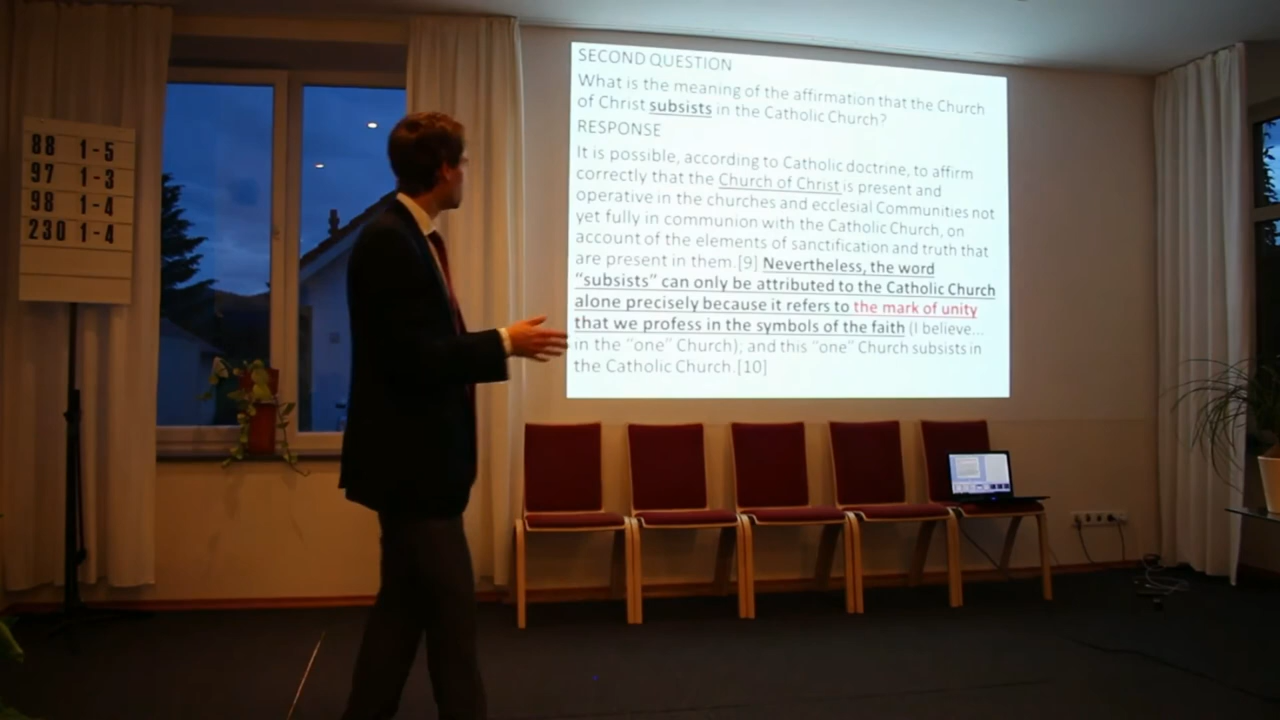 88 1-5
97 1-3
98 1-4
230 1-4
SECOND QUESTION
What is the meaning of the affirmation that the Church
of Christ subsists in the Catholic Church?
RESPONSE
It is possible, according to Catholic doctrine, to affirm
correctly that the Church of Christ is present and
operative in the churches and ecclesial Communities not
yet fully in communion with the Catholic Church, on
account of the elements of sanctification and truth that
are present in them.[9] Nevertheless, the word
“subsists” can only be attributed to the Catholic Church
alone precisely because it refers to the mark of unity
that we profess in the symbols of the faith (I believe...
in the “one” Church); and this “one” Church subsists in
the Catholic Church.[10]